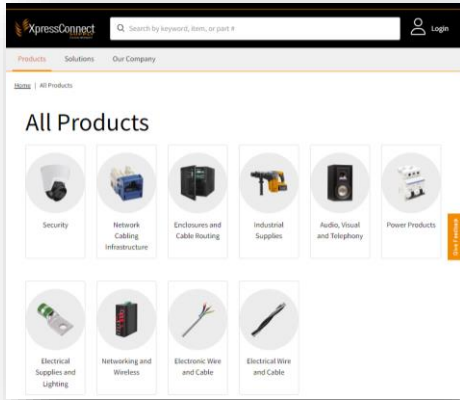 XpressConnect
Search by keyword, item, or part #
Login
Products Solutions Our Company
Home | All Products
All Products
Security
Network
Cabling
Infrastructure
Enclosures and
Cable Routing
Industrial
Supplies
Audio, Visual
and Telephony
Power Products
Give Feedback
Electrical
Supplies and
Lighting
Networking and
Wireless
Electronic Wire
and Cable
Electrical Wire
and Cable